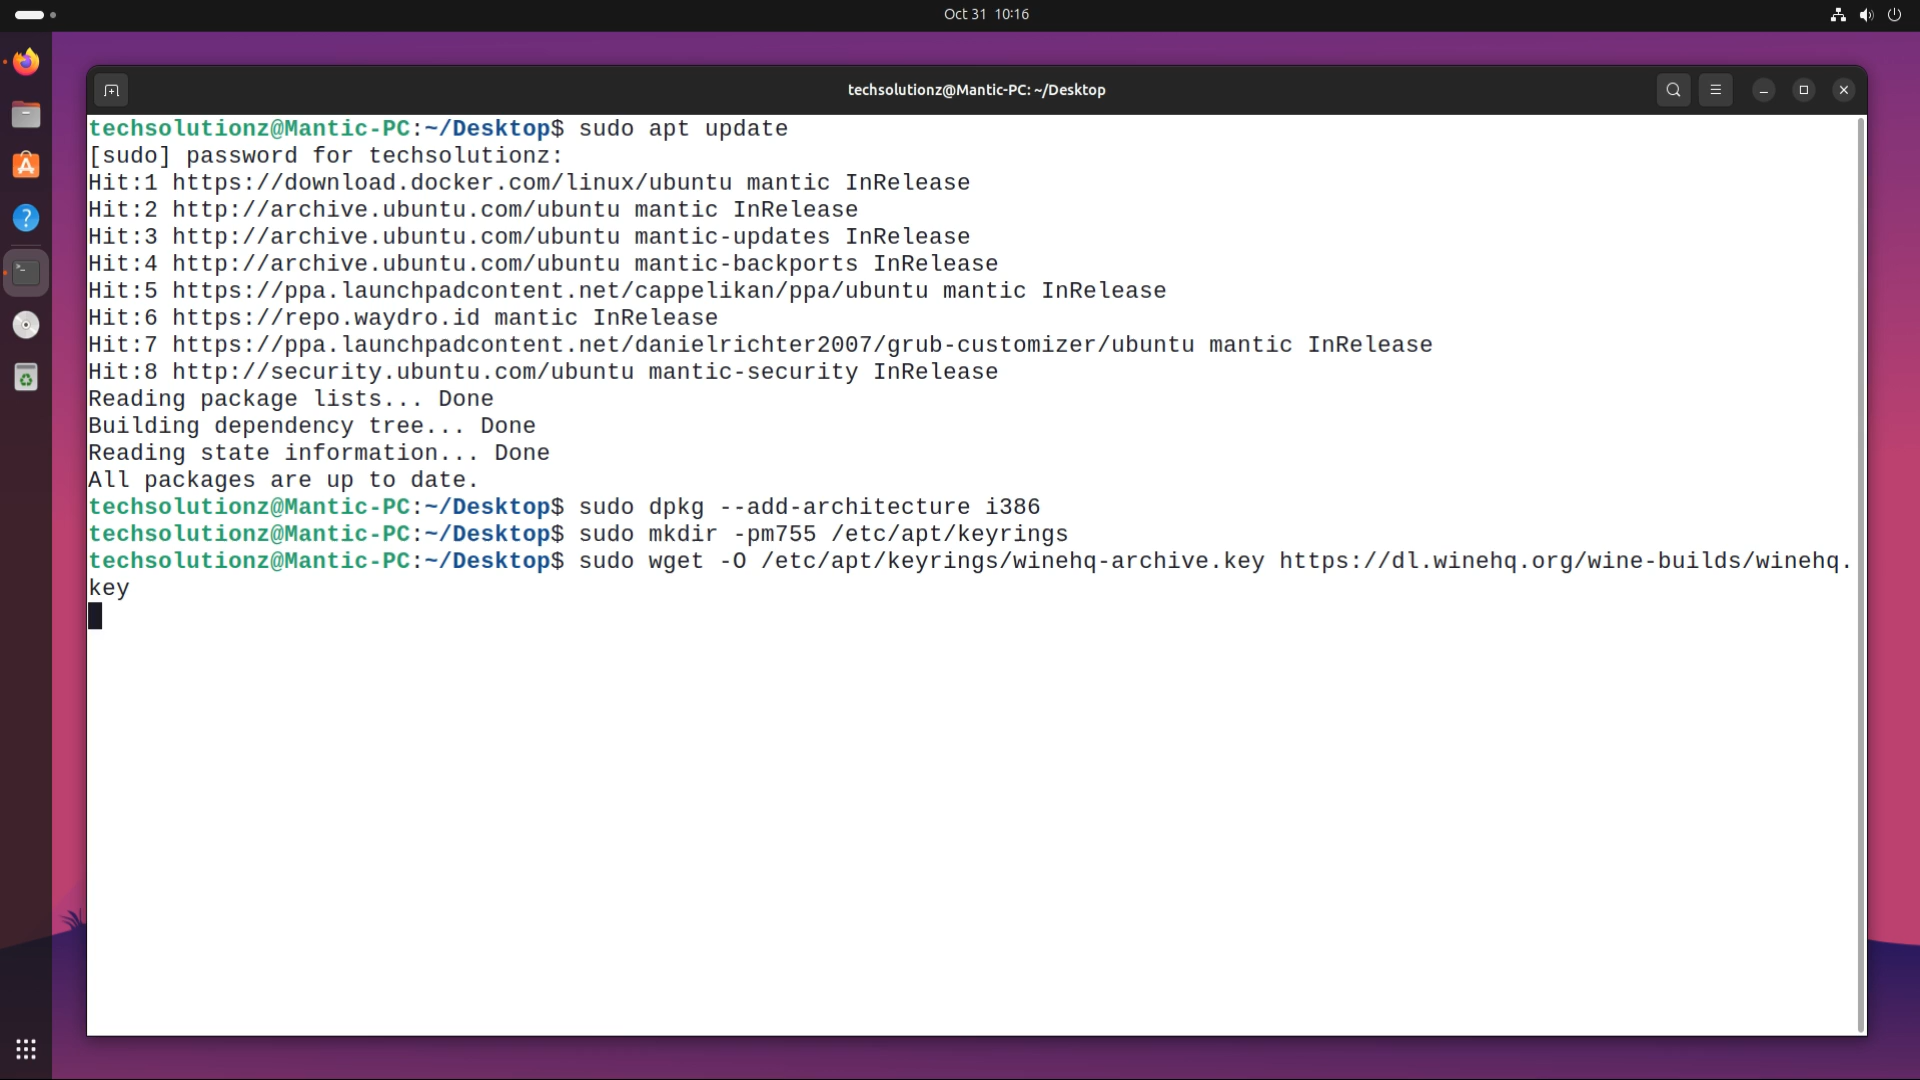 Oct 31 10:16
techsolutionz@Mantic-PC: ~/Desktop
techsolutionz@Mantic-PC:~/Desktop$ sudo apt update
[sudo] password for techsolutionz:
Hit:1 https://download.docker.com/linux/ubuntu mantic InRelease
Hit:2 http://archive.ubuntu.com/ubuntu mantic InRelease
Hit:3 http://archive.ubuntu.com/ubuntu mantic-updates InRelease
Hit:4 http://archive.ubuntu.com/ubuntu mantic-backports InRelease
Hit:5 https://ppa.launchpadcontent.net/cappelikan/ppa/ubuntu mantic InRelease
Hit:6 https://repo.waydro.id mantic InRelease
Hit:7 https://ppa.launchpadcontent.net/danielrichter2007/grub-customizer/ubuntu mantic InRelease
Hit:8 http://security.ubuntu.com/ubuntu mantic-security InRelease
Reading package lists... Done
Building dependency tree... Done
Reading state information... Done
All packages are up to date.
techsolutionz@Mantic-PC:~/Desktop$ sudo dpkg --add-architecture i386
techsolutionz@Mantic-PC:~/Desktop$ sudo mkdir -pm755 /etc/apt/keyrings
techsolutionz@Mantic-PC:~/Desktop$ sudo wget -O /etc/apt/keyrings/winehq-archive.key https://dl.winehq.org/wine-builds/winehq.
key